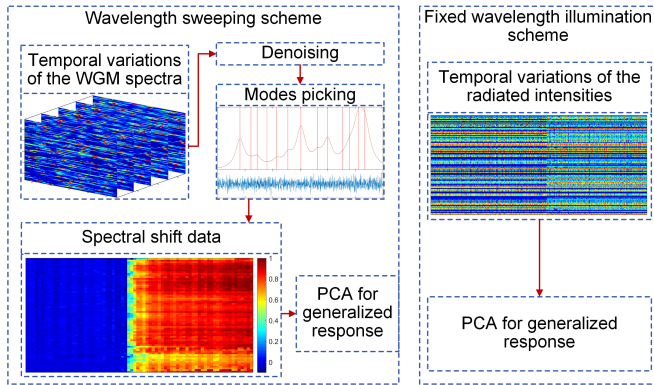 Wavelength sweeping scheme
Temporal variations
of the WGM spectra
Denoising
Modes picking
Spectral shift data
1
0.8
0.6
0.4
0.2
0
PCA for
generalized
response
Fixed wavelength illumination
scheme
Temporal variations of the
radiated intensities
PCA for generalized
response